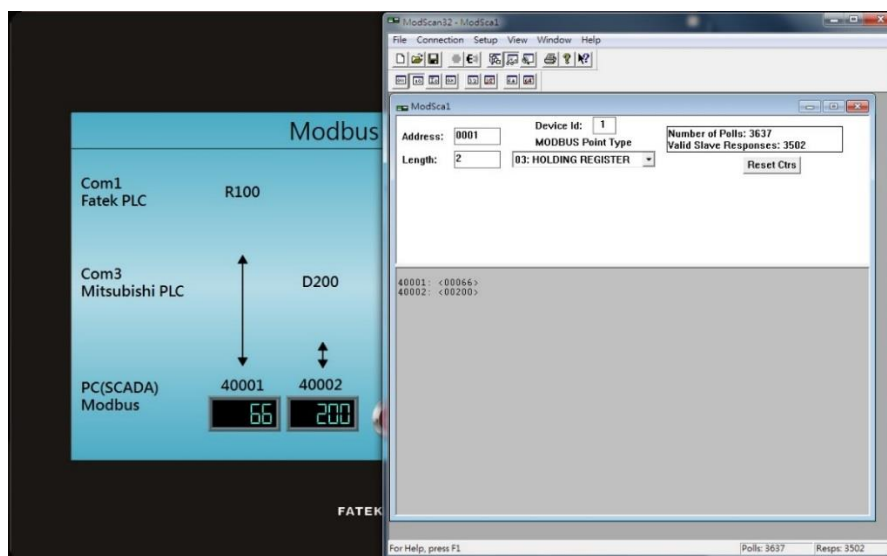 Modbus
Com1
Fatek PLC
R100
Com3
Mitsubishi PLC
D200
PC(SCADA)
Modbus
40001
40002
66
200
FATEK
ModScan32 - ModSca1
File Connection Setup View Window Help
ModSca1
Address: 0001
Device Id: 1
MODBUS Point Type
Length: 2
03: HOLDING REGISTER
Number of Polls: 3637
Valid Slave Responses: 3502
Reset Ctrs
40001: <00066>
40002: <00200>
For Help, press F1
Polls: 3637
Resps: 3502